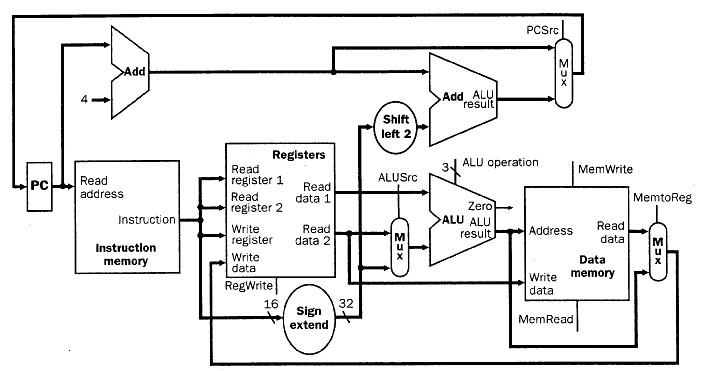 PCSrc
Add
4
Mux
Add
ALU
result
Shift
left 2
PC
Read
address
Instruction
Instruction
memory
Registers
Read
register 1
Read
register 2
Write
register
Write
data
Read
data 1
Read
data 2
RegWrite
16
Sign
extend
32
ALUSrc
Mux
3
ALU operation
Zero
ALU
ALU
result
MemWrite
Address
Read
data
Write
data
Data
memory
MemRead
MemtoReg
Mux